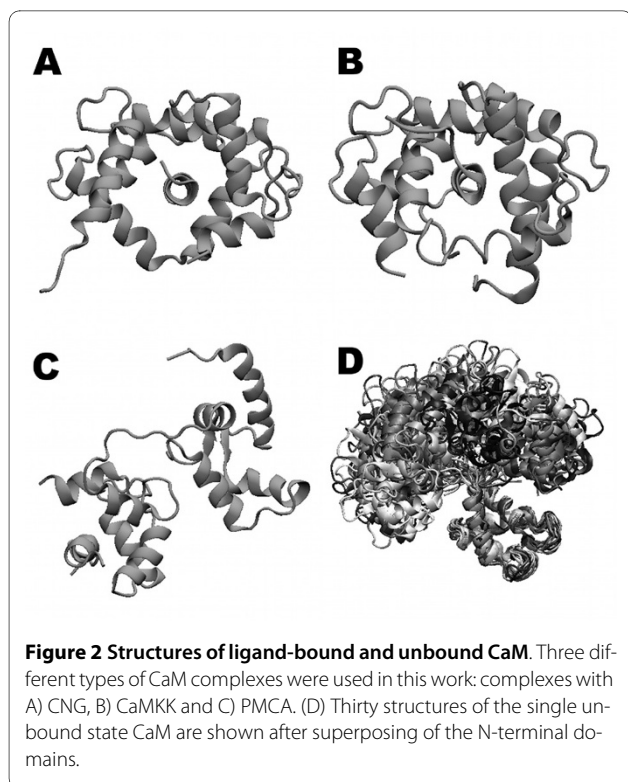 A
B
C
D
Figure 2 Structures of ligand-bound and unbound CaM. Three dif-
ferent types of CaM complexes were used in this work: complexes with
A) CNG, B) CaMKK and C) PMCA. (D) Thirty structures of the single un-
bound state CaM are shown after superposing of the N-terminal do-
mains.